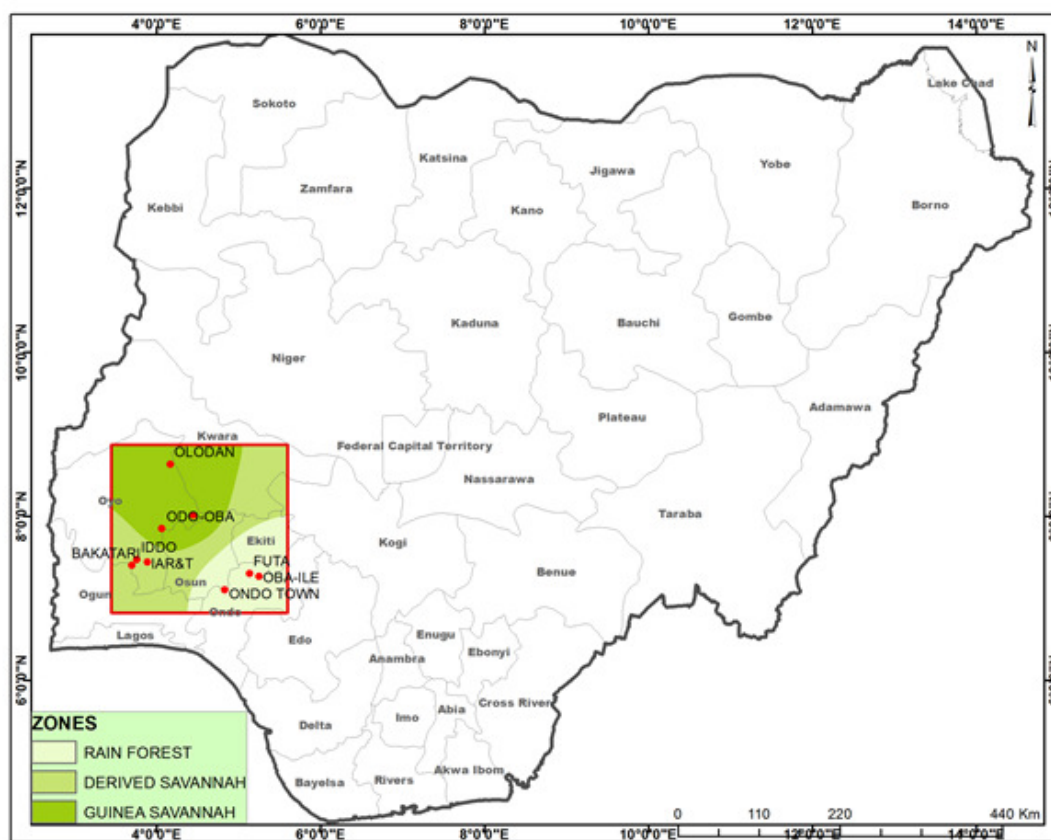 4°0'0"E 6°0'0"E 8°0'0"E 10°0'0"E 12°0'0"E 14°0'0"E
N
Lake Chad
Sokoto
Katsina
Yobe
Jigawa
12°0'0"N
Zamfara
Kebbi
Kano
Borno
10°0'0"N
Kaduna
Bauchi
Gombe
Niger
Adamawa
Plateau
Kwara
Federal Capital Territory
OLODAN
Nassarawa
8°0'0"N
Oyo
ODO-OBA
Taraba
Ekiti
Kogi
BAKATARI
IDDO
IAR&T
FUTA
Benue
OBA-ILE
Osun
Ogun
ONDO TOWN
Ondo
Lagos
Edo
Enugu
Anambra
Ebonyi
6°0'0"N
Cross River
Abia
Imo
Delta
ZONES
RAIN FOREST
DERIVED SAVANNAH
GUINEA SAVANNAH
Akwa Ibom
Bayelsa
Rivers
0 110 220 440 Km
4°0'0"E 6°0'0"E 8°0'0"E 10°0'0"E 12°0'0"E 14°0'0"E